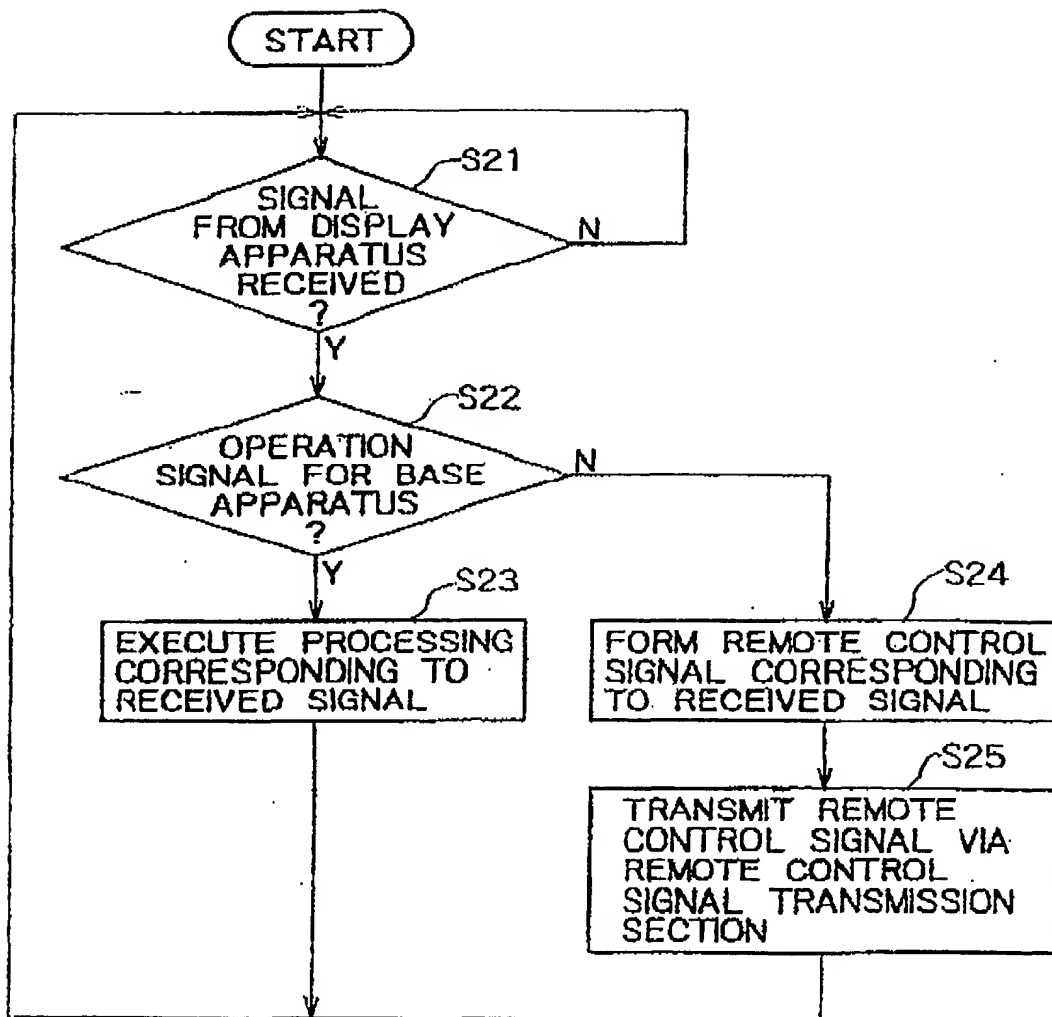 START
S21
SIGNAL
FROM DISPLAY
APPARATUS
RECEIVED
?
N
Y
S22
OPERATION
SIGNAL FOR BASE
APPARATUS
?
N
Y
S23
EXECUTE PROCESSING
CORRESPONDING TO
RECEIVED SIGNAL
S24
FORM REMOTE CONTROL
SIGNAL CORRESPONDING
TO RECEIVED SIGNAL
S25
TRANSMIT REMOTE
CONTROL SIGNAL VIA
REMOTE CONTROL
SIGNAL TRANSMISSION
SECTION